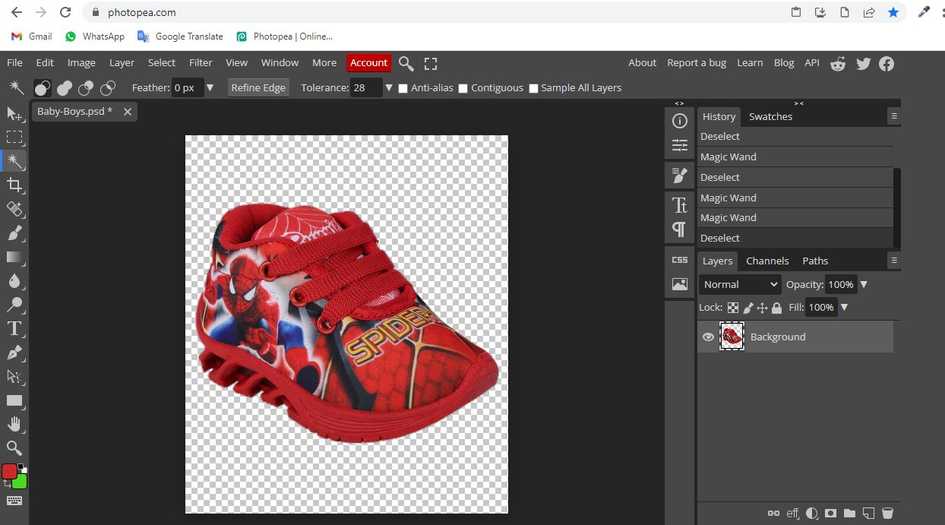 photopea.com
Gmail WhatsApp Google Translate Photopea | Online...
File Edit Image Layer Select Filter View Window More Account About Report a bug Learn Blog API
Feather: 0 px Refine Edge Tolerance: 28 Anti-alias Contiguous Sample All Layers
Baby-Boys.psd *
History Swatches
Deselect
Magic Wand
Deselect
Magic Wand
Magic Wand
Deselect
CSS
Layers Channels Paths
Normal Opacity: 100%
Lock: Fill: 100%
Background
SPIDER
eff